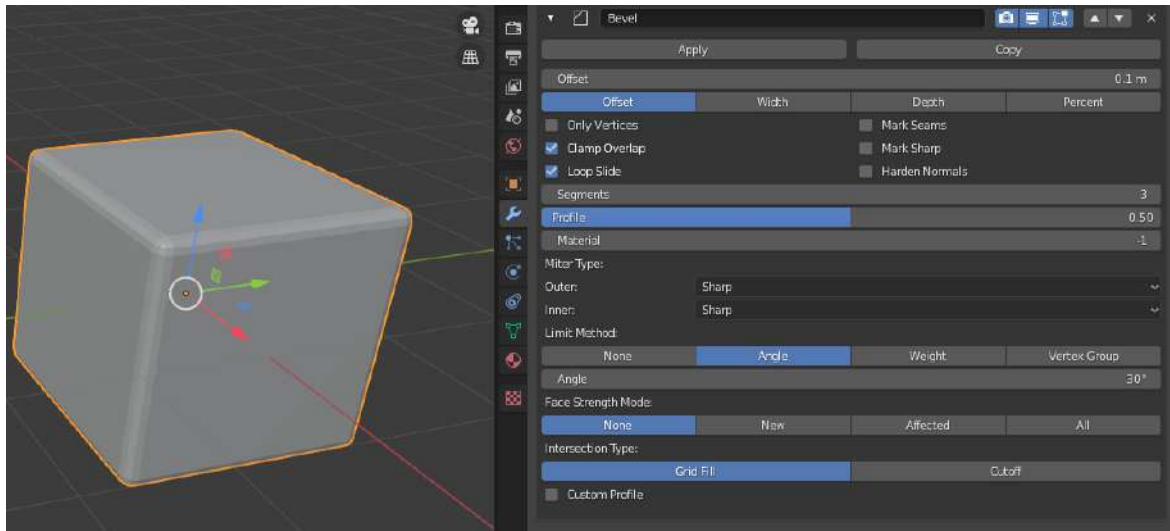 Bevel
Apply Copy
Offset 0.1 m
Offset Width Depth Percent
Only Vertices Mark Seams
Clamp Overlap Mark Sharp
Loop Slide Harden Normals
Segments 3
Profile 0.50
Material -1
Miter Type:
Outer: Sharp
Inner: Sharp
Limit Method:
None Angle Weight Vertex Group
Angle 30°
Face Strength Mode:
None New Affected All
Intersection Type:
Grid Fill Cutoff
Custom Profile